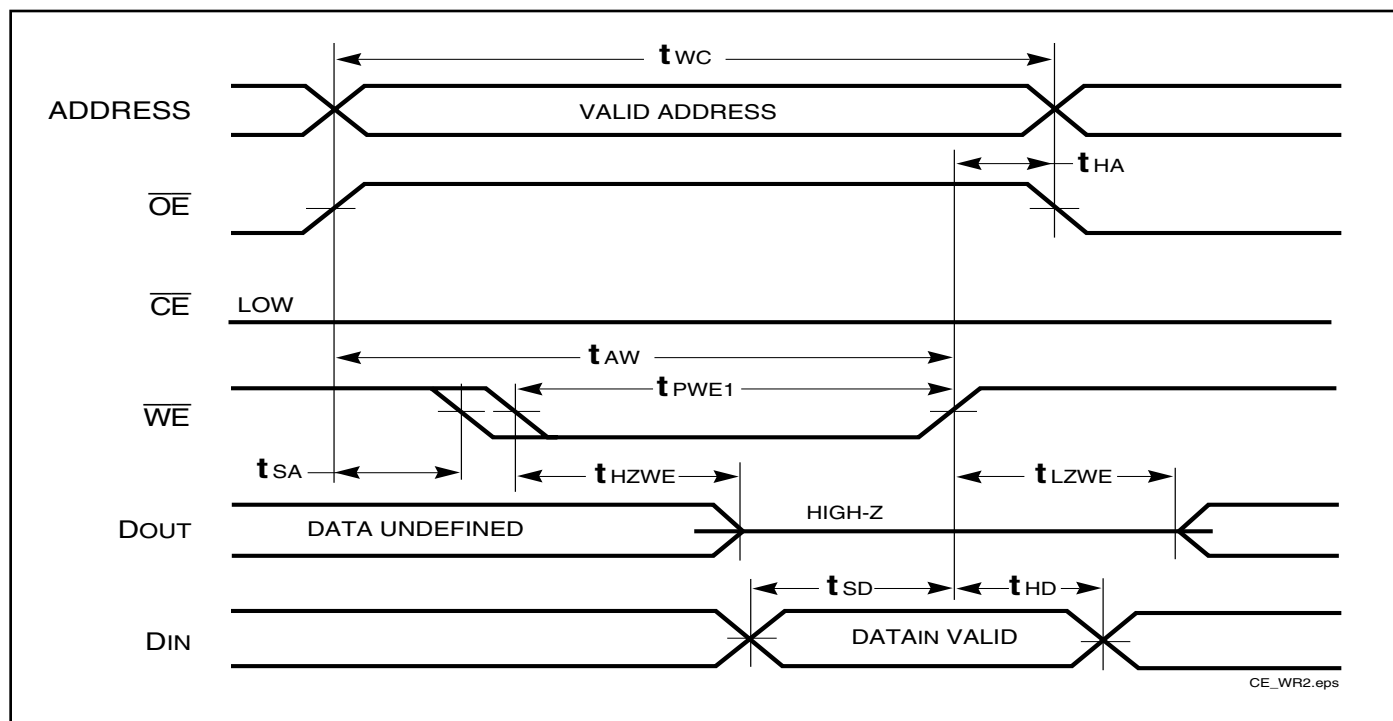 tWC
ADDRESS
VALID ADDRESS
tHA
OE
CE
LOW
tAW
tPWE1
WE
tSA
tHZWE
tLZWE
DOUT
DATA UNDEFINED
HIGH-Z
tSD
tHD
DIN
DATAIN VALID
CE_WR2.eps